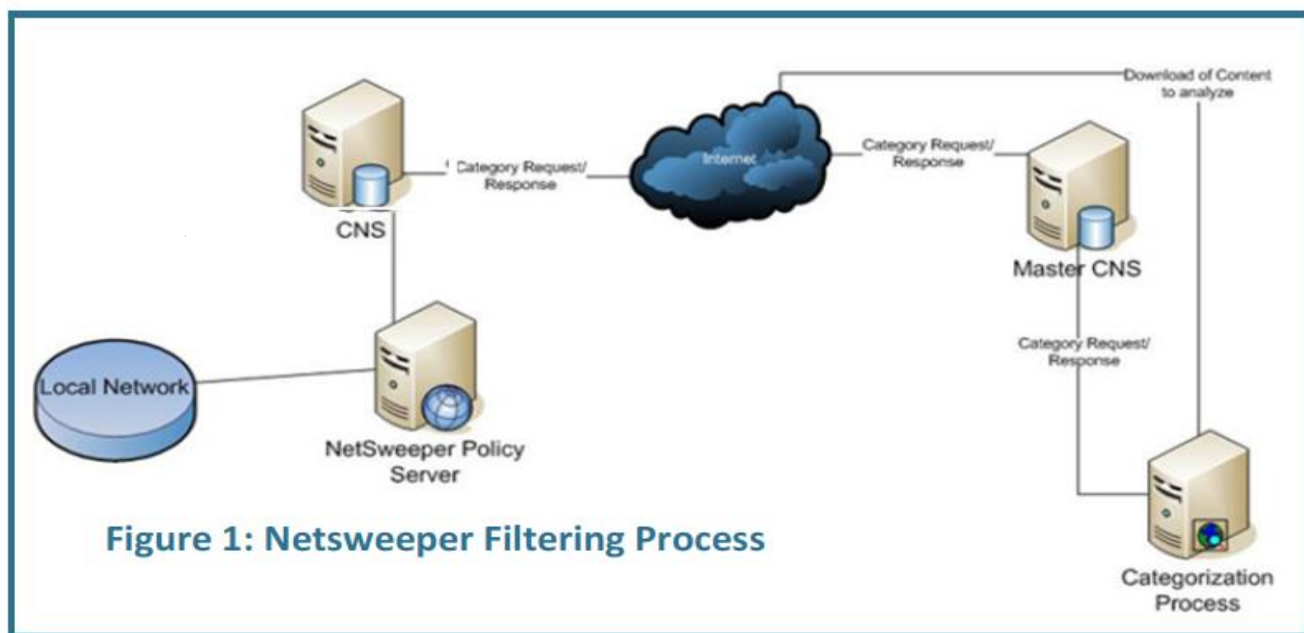 Download of Content
to analyze
Category Request/
Response
Internet
Category Request/
Response
CNS
Master CNS
Category Request/
Response
Local Network
NetSweeper Policy
Server
Figure 1: Netsweeper Filtering Process
Categorization
Process